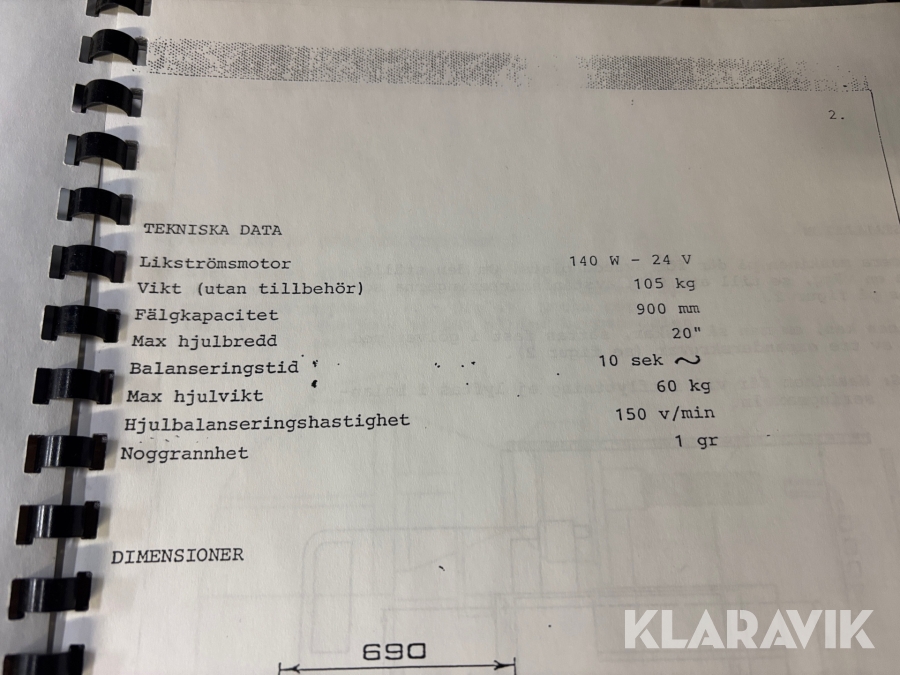 2.
TEKNISKA DATA
Likströmsmotor 140 W - 24 V
Vikt (utan tillbehör) 105 kg
Fälgkapacitet 900 mm
Max hjulbredd 20"
Balanseringstid 10 sek ~
Max hjulvikt 60 kg
Hjulbalanseringshastighet 150 v/min
Noggrannhet 1 gr
DIMENSIONER
690
KLARAVIK